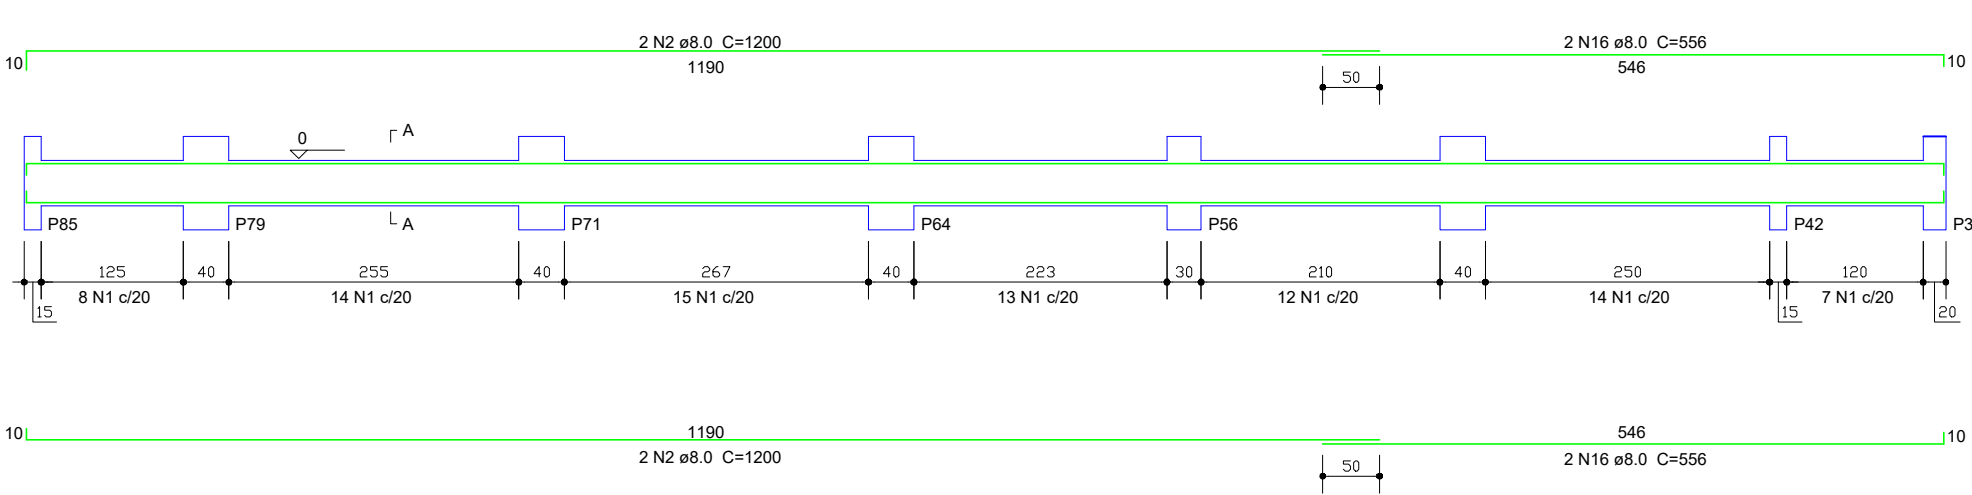 2 N2 ø8.0 C=1200
2 N16 ø8.0 C=556
10
1190
546
10
50
0
A
A
P85
P79
P71
P64
P56
P42
P3
125
40
255
40
267
40
223
30
210
40
250
120
8 N1 c/20
14 N1 c/20
15 N1 c/20
13 N1 c/20
12 N1 c/20
14 N1 c/20
7 N1 c/20
15
15
20
10
1190
546
10
2 N2 ø8.0 C=1200
2 N16 ø8.0 C=556
50